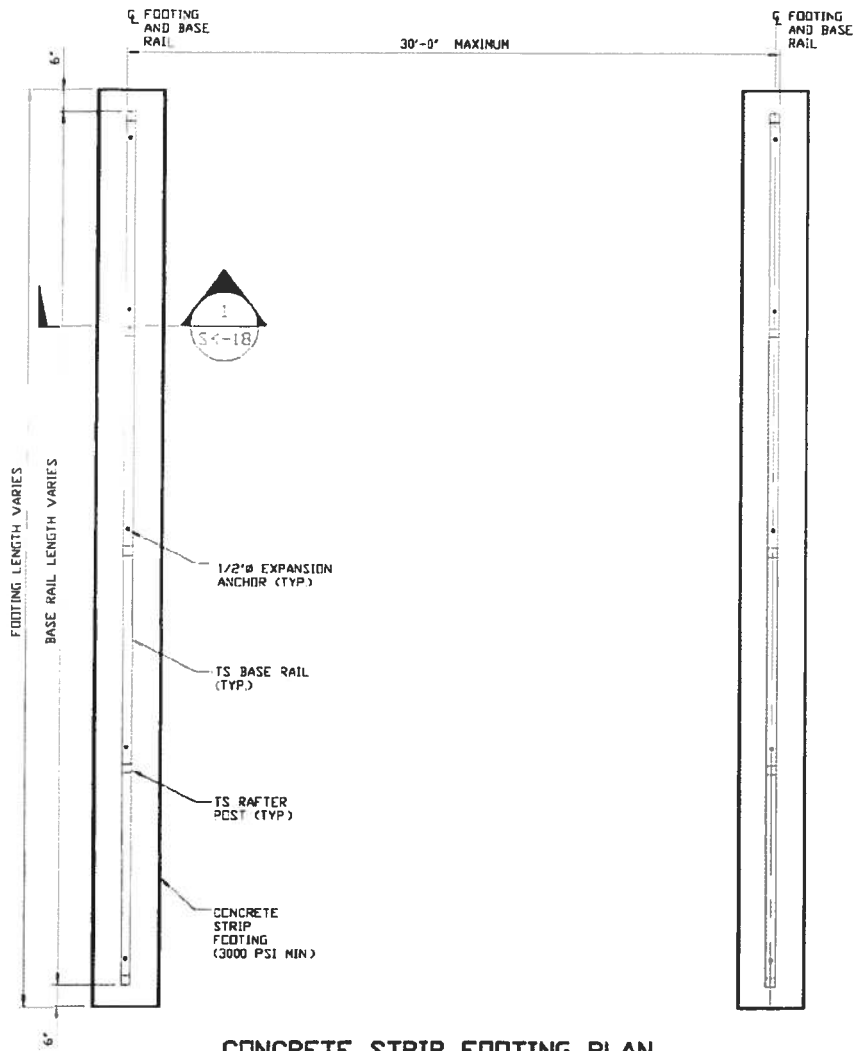 ℄ FOOTING
AND BASE
RAIL
℄ FOOTING
AND BASE
RAIL
30'-0" MAXIMUM
6"
1
SK-18
FOOTING LENGTH VARIES
BASE RAIL LENGTH VARIES
1/2"Ø EXPANSION
ANCHOR (TYP.)
TS BASE RAIL
(TYP.)
TS RAFTER
POST (TYP.)
CONCRETE
STRIP
FOOTING
(3000 PSI MIN)
6"
CONCRETE STRIP FOOTING PLAN